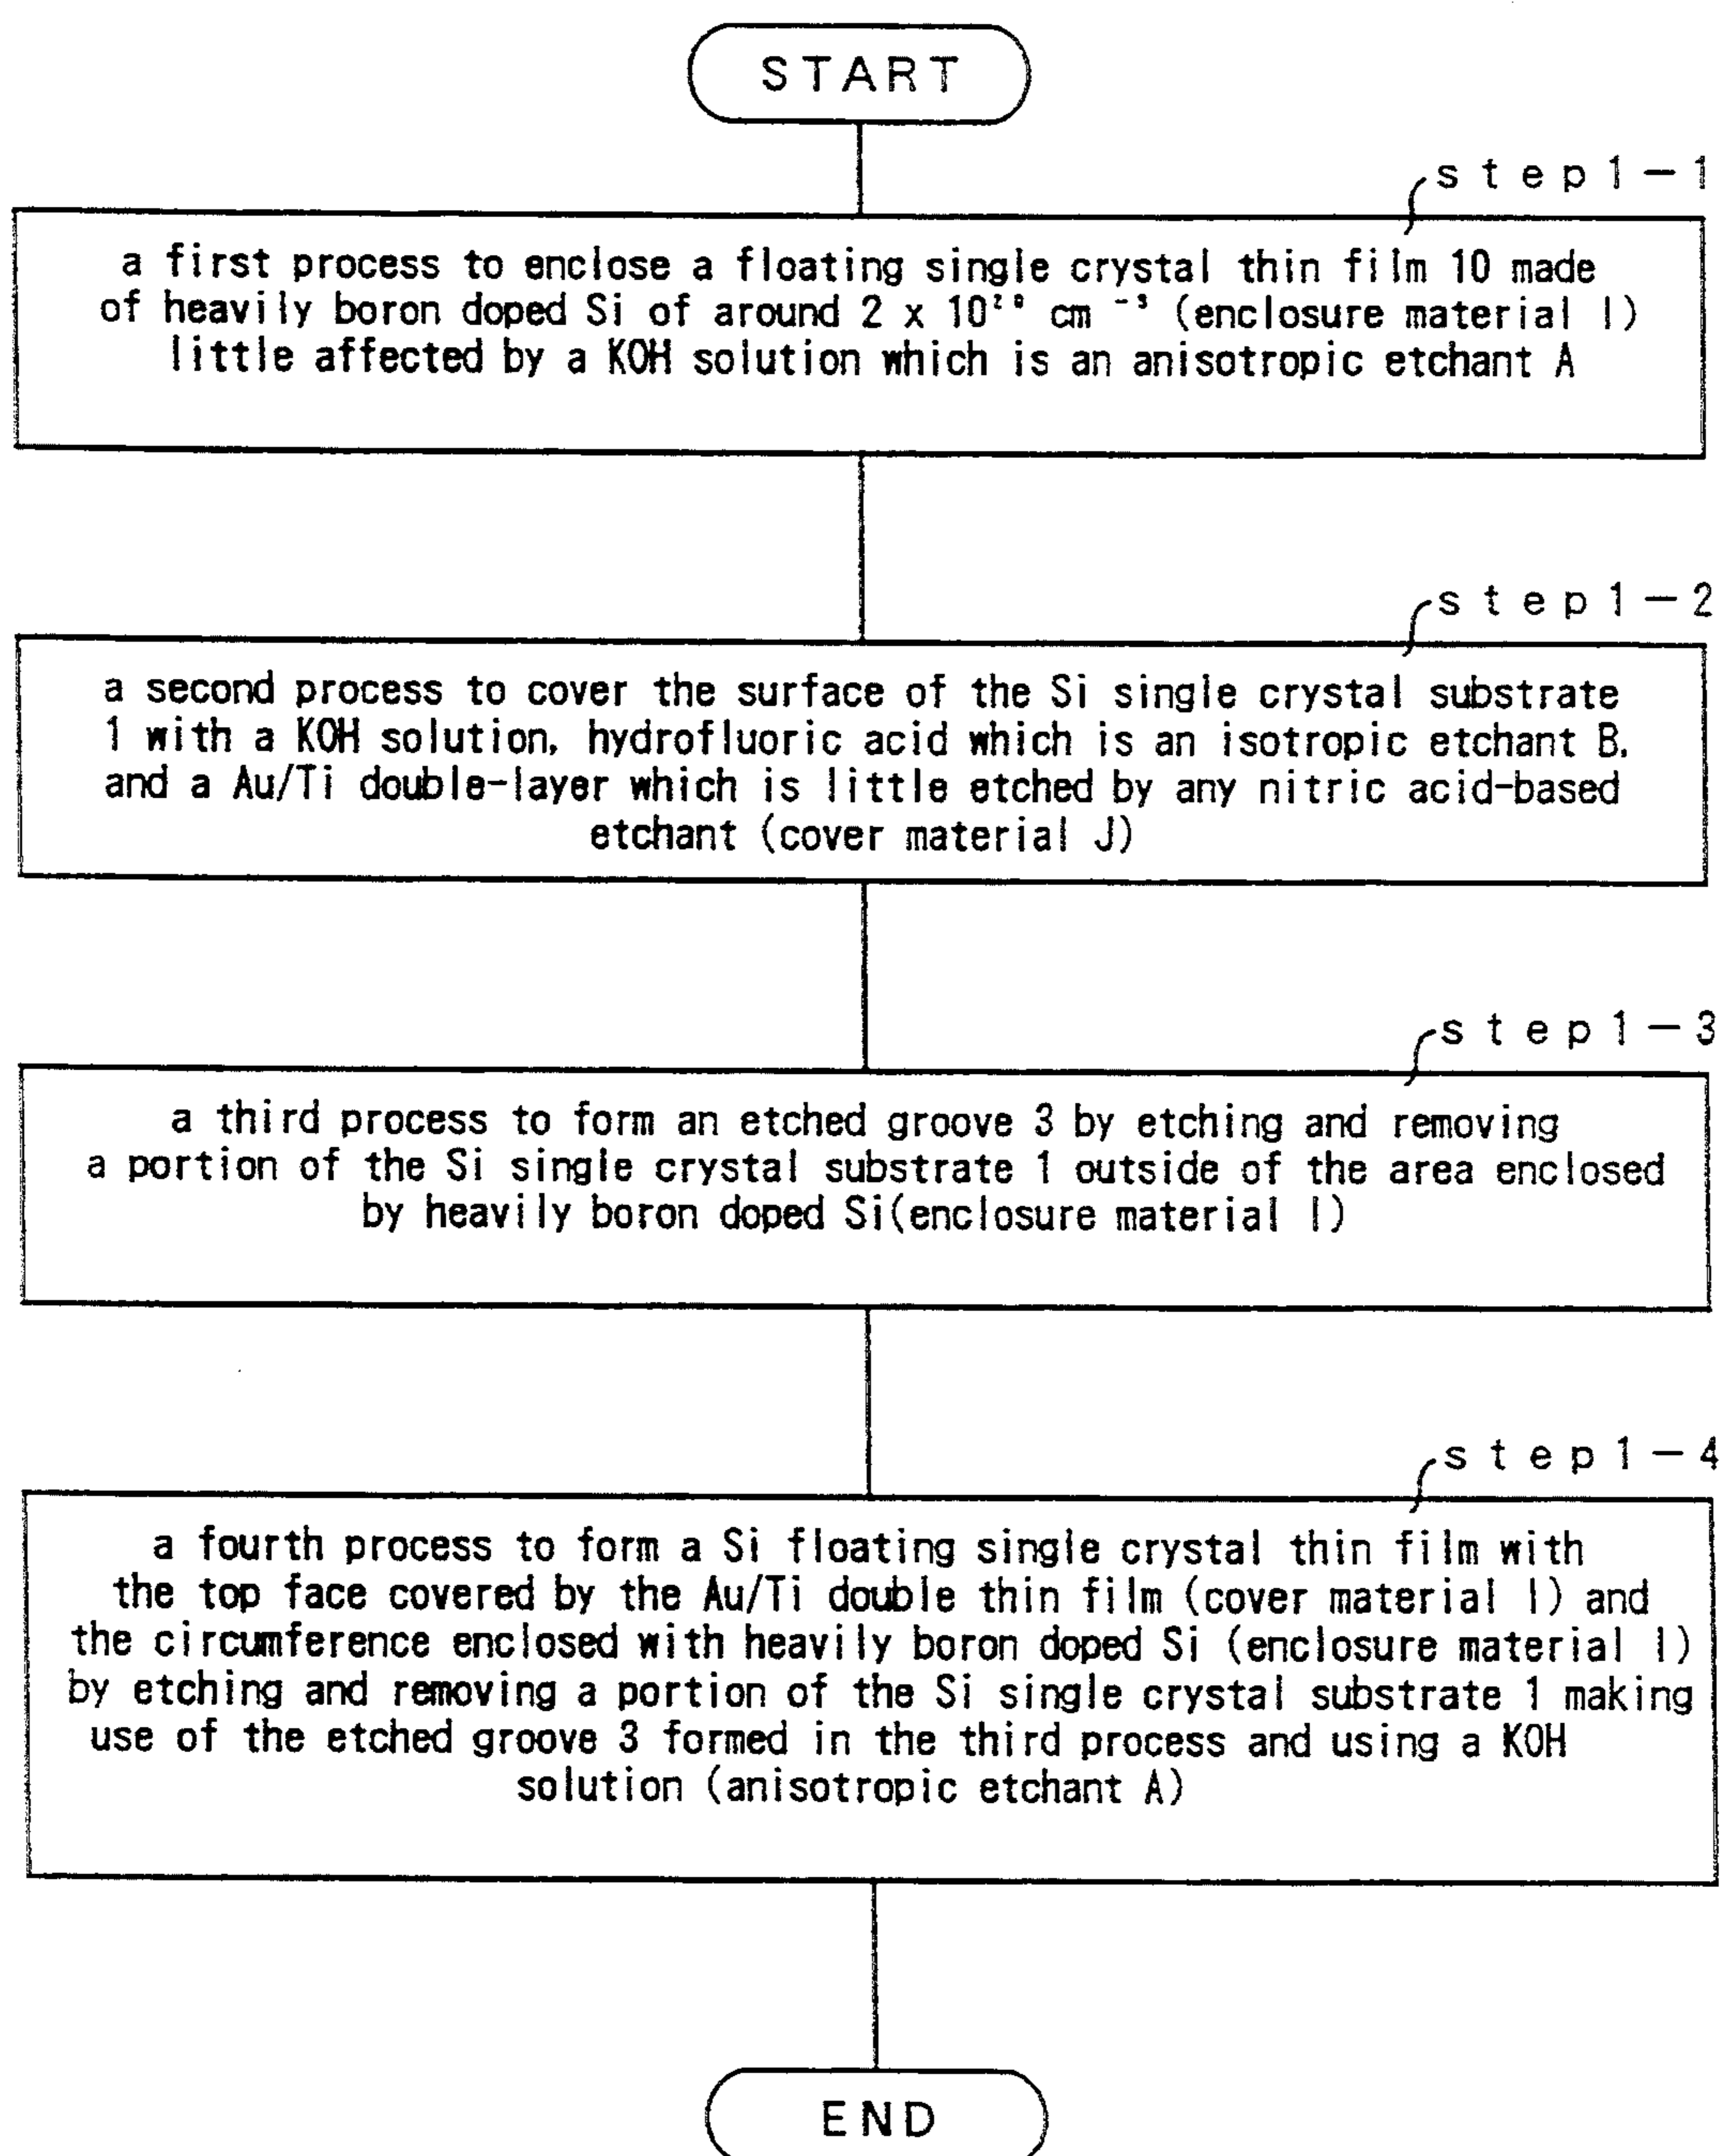 START
step1-1
a first process to enclose a floating single crystal thin film 10 made
of heavily boron doped Si of around 2 x 10²⁰ cm ⁻³ (enclosure material I)
little affected by a KOH solution which is an anisotropic etchant A
step1-2
a second process to cover the surface of the Si single crystal substrate
1 with a KOH solution, hydrofluoric acid which is an isotropic etchant B,
and a Au/Ti double-layer which is little etched by any nitric acid-based
etchant (cover material J)
step1-3
a third process to form an etched groove 3 by etching and removing
a portion of the Si single crystal substrate 1 outside of the area enclosed
by heavily boron doped Si(enclosure material I)
step1-4
a fourth process to form a Si floating single crystal thin film with
the top face covered by the Au/Ti double thin film (cover material I) and
the circumference enclosed with heavily boron doped Si (enclosure material I)
by etching and removing a portion of the Si single crystal substrate 1 making
use of the etched groove 3 formed in the third process and using a KOH
solution (anisotropic etchant A)
END